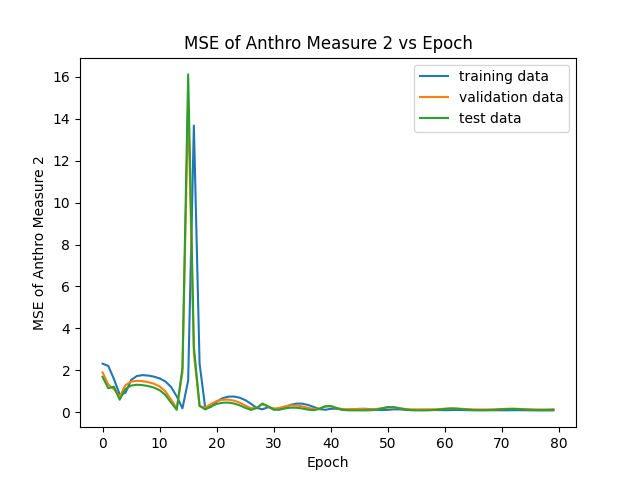 MSE of Anthro Measure 2 vs Epoch
training data
validation data
test data
MSE of Anthro Measure 2
16
14
12
10
8
6
4
2
0
0 10 20 30 40 50 60 70 80
Epoch